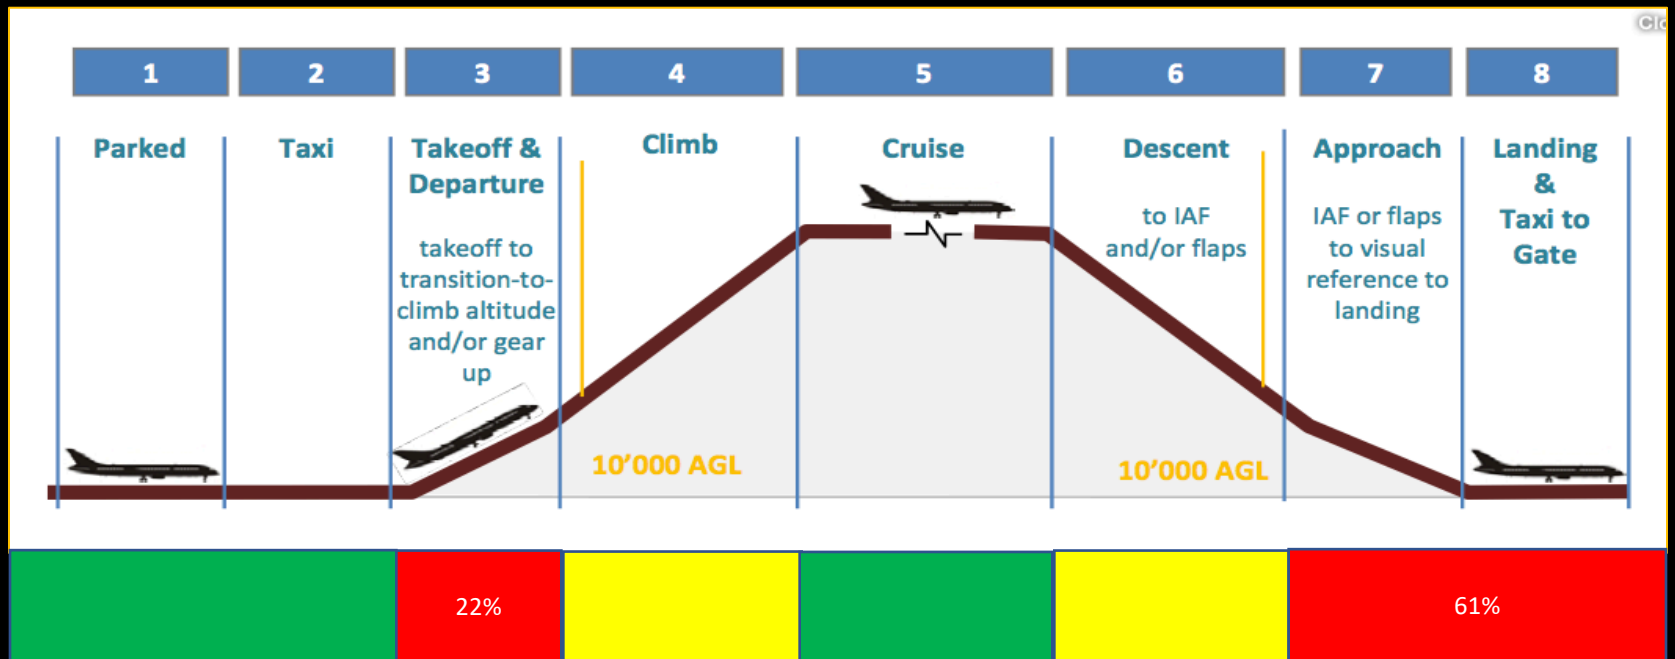 1
2
3
4
5
6
7
8
Parked
Taxi
Takeoff &
Departure
takeoff to
transition-to-
climb altitude
and/or gear
up
Climb
Cruise
Descent
to IAF
and/or flaps
Approach
IAF or flaps
to visual
reference to
landing
Landing
&
Taxi to
Gate
10’000 AGL
10’000 AGL
22%
61%